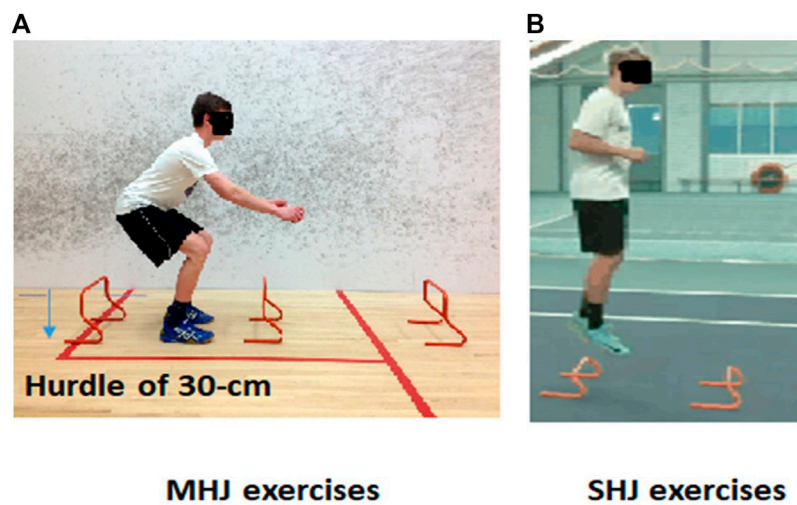 A
B
Hurdle of 30-cm
MHJ exercises
SHJ exercises